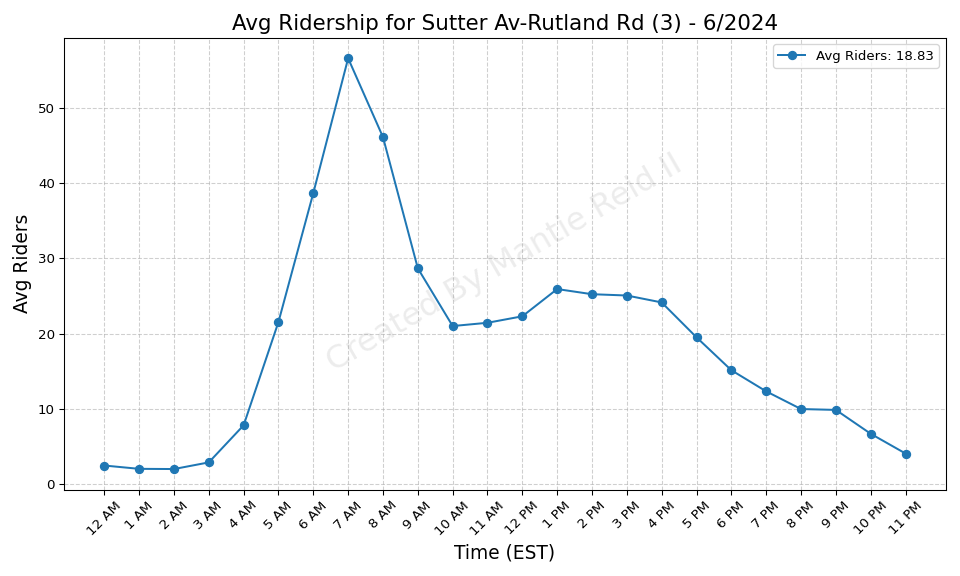 Avg Ridership for Sutter Av-Rutland Rd (3) - 6/2024
Avg Riders: 18.83
Avg Riders
50
40
30
20
10
0
Created By Mantle Reid II
12 AM
1 AM
2 AM
3 AM
4 AM
5 AM
6 AM
7 AM
8 AM
9 AM
10 AM
11 AM
12 PM
1 PM
2 PM
3 PM
4 PM
5 PM
6 PM
7 PM
8 PM
9 PM
10 PM
11 PM
Time (EST)